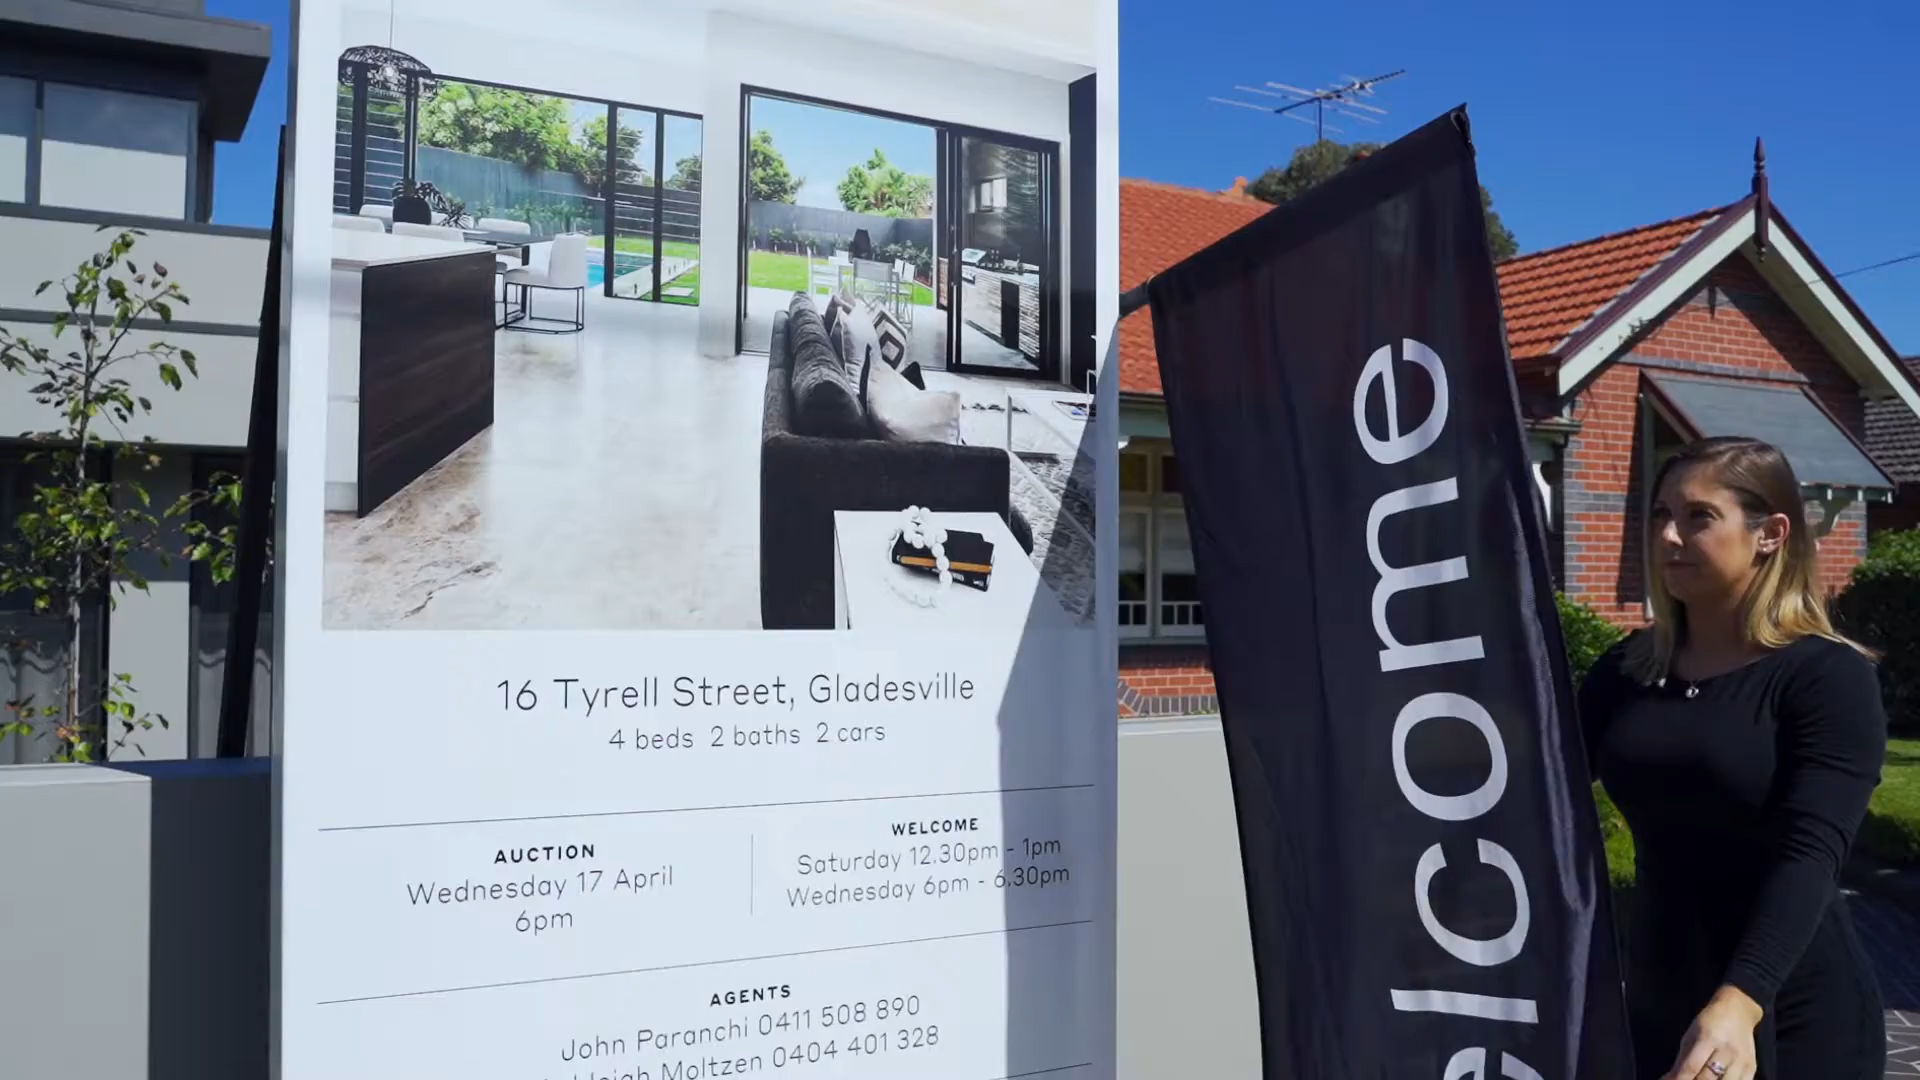 16 Tyrell Street, Gladesville
4 beds 2 baths 2 cars
AUCTION
Wednesday 17 April
6pm
WELCOME
Saturday 12.30pm - 1pm
Wednesday 6pm - 6.30pm
AGENTS
John Paranchi 0411 508 890
Moltzen 0404 401 328
elcome